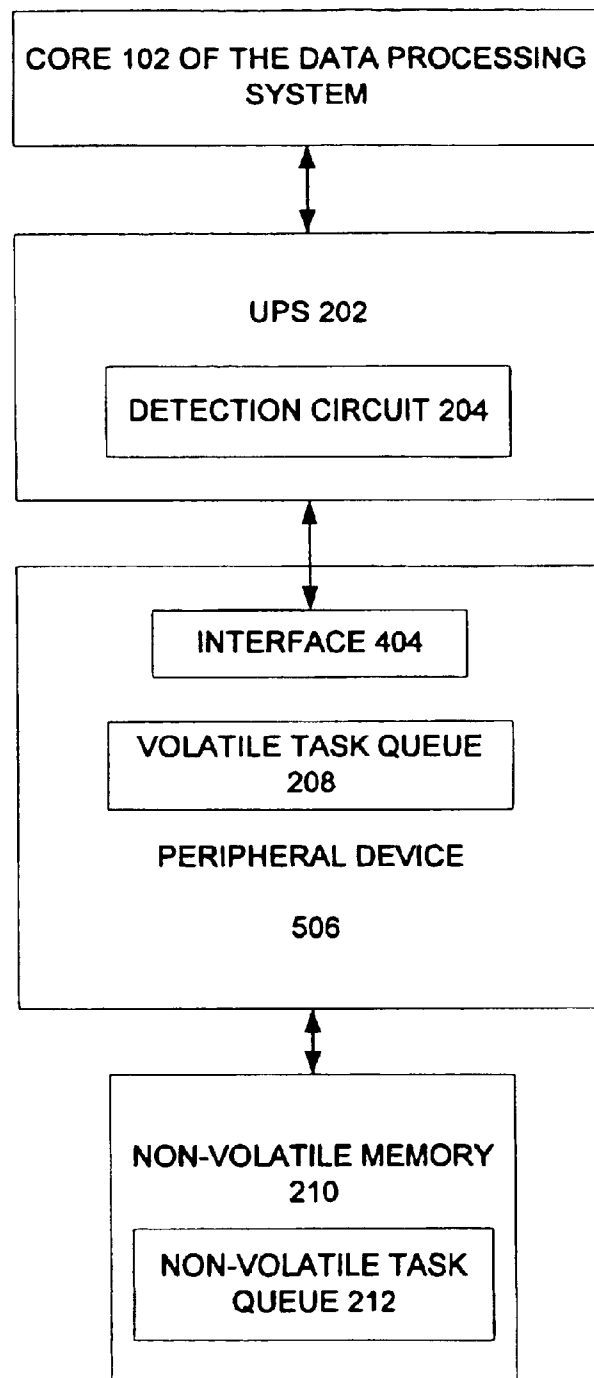 CORE 102 OF THE DATA PROCESSING
SYSTEM
UPS 202
DETECTION CIRCUIT 204
INTERFACE 404
VOLATILE TASK QUEUE
208
PERIPHERAL DEVICE
506
NON-VOLATILE MEMORY
210
NON-VOLATILE TASK
QUEUE 212